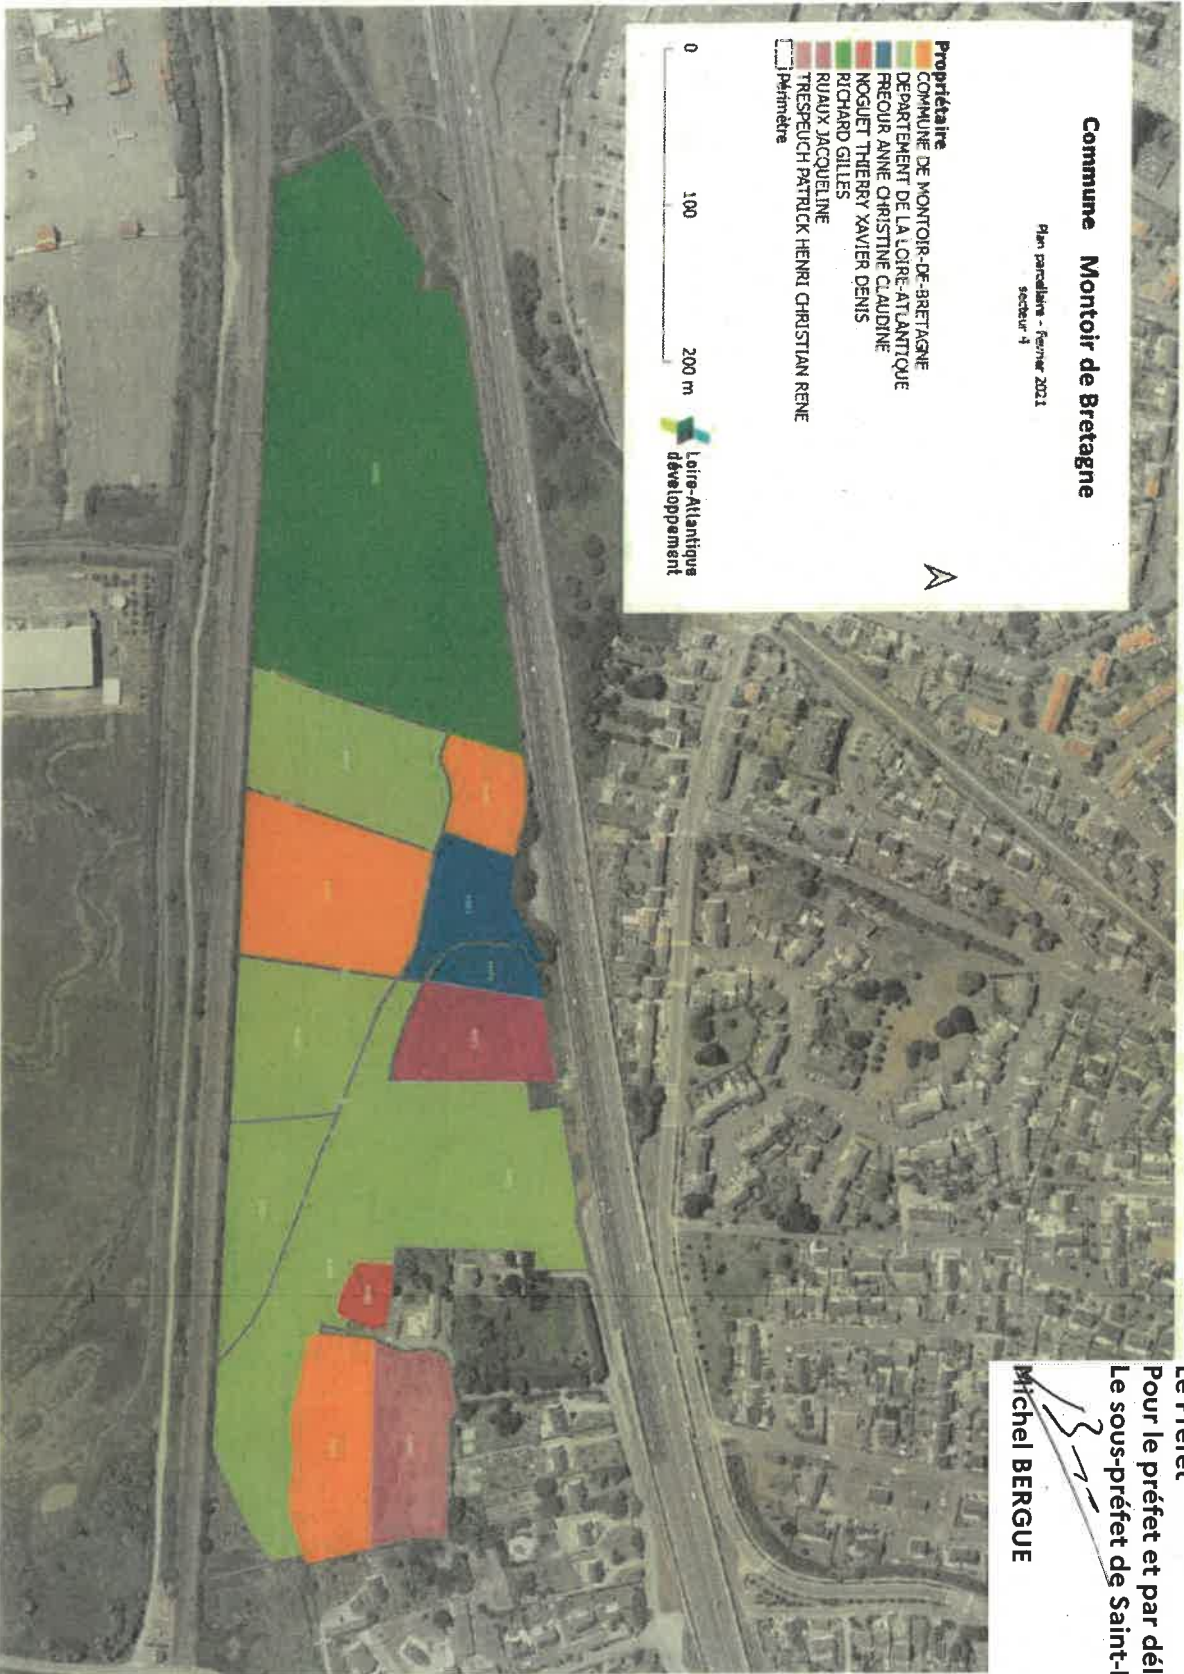 Commune Montoir de Bretagne
Plan parcellaire - Fevrier 2021
secteur 4
Propriétaire
COMMUNE DE MONTOIR-DE-BRETAGNE
DEPARTEMENT DE LA LOIRE-ATLANTIQUE
FREOUR ANNE CHRISTINE CLAUDINE
NOGUET THIERRY XAVIER DENIS
RICHARD GILLES
RUAUX JACQUELINE
TRESPEUCH PATRICK HENRI CHRISTIAN RENE
Périmètre
0 100 200 m
Loire-Atlantique
développement
Le Préfet
Pour le préfet et par dél
Le sous-préfet de Saint-
Michel BERGUE